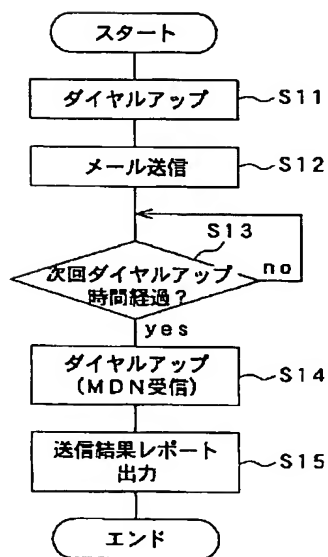 スタート
ダイヤルアップ
S11
メール送信
S12
S13
次回ダイヤルアップ
時間経過?
no
yes
ダイヤルアップ
(MDN受信)
S14
送信結果レポート
出力
S15
エンド